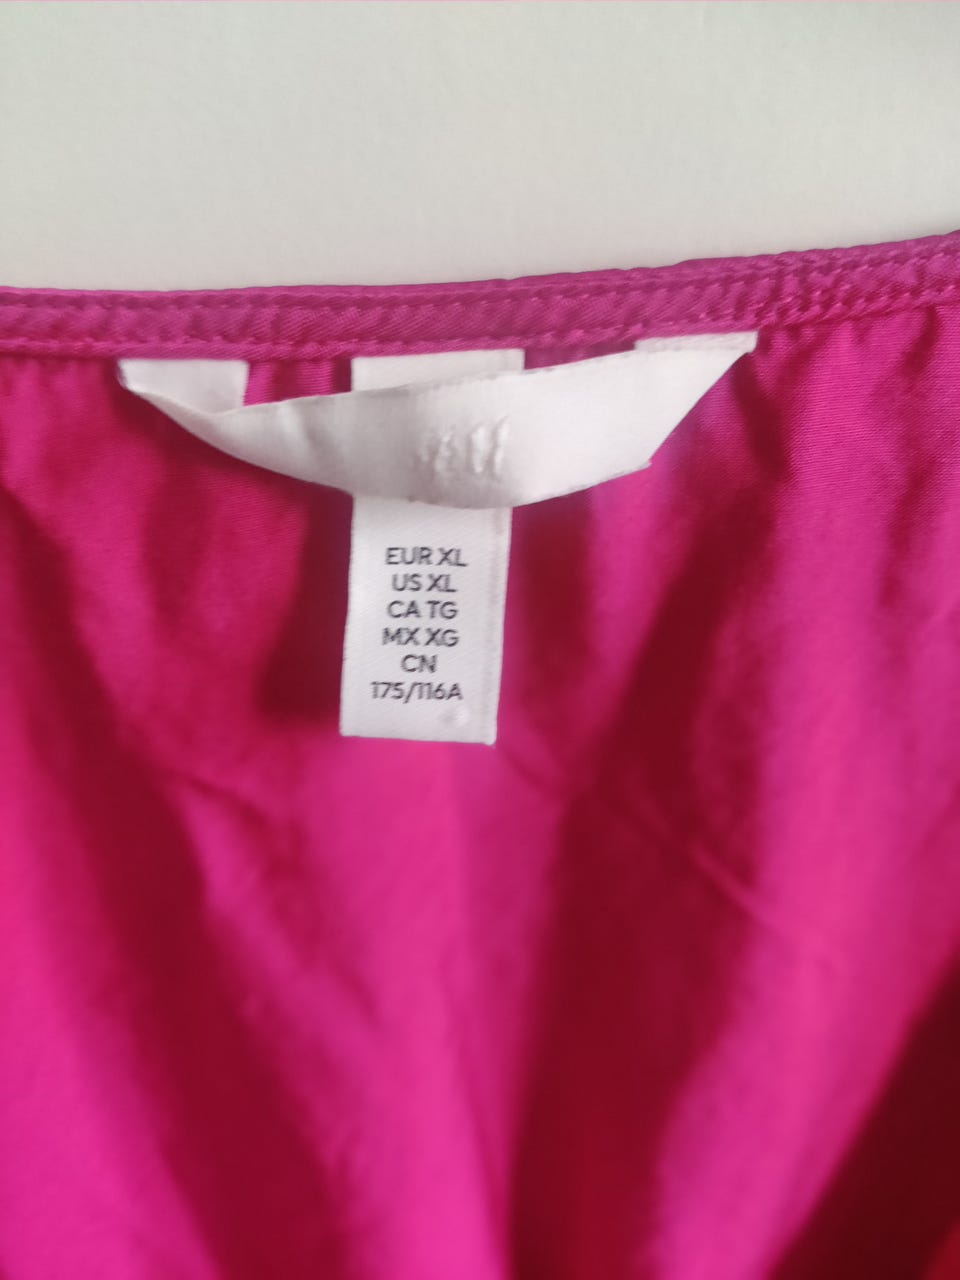 EUR XL
US XL
CA TG
MX XG
CN
175/116A